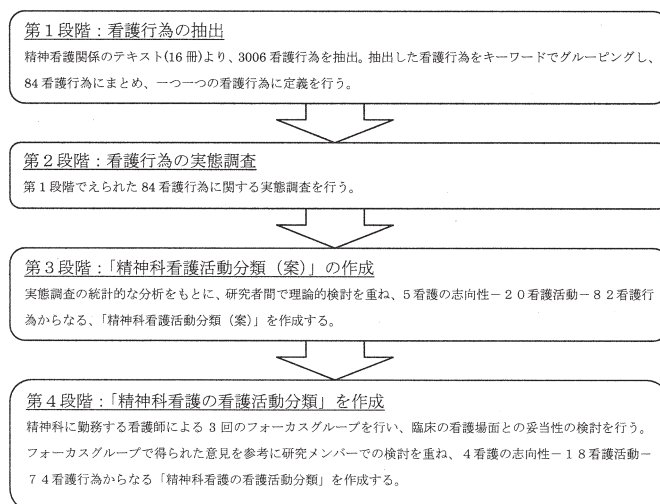 第１段階：看護行為の抽出
精神看護関係のテキスト(16 冊)より、3006 看護行為を抽出。抽出した看護行為をキーワードでグルーピングし、
84 看護行為にまとめ、一つ一つの看護行為に定義を行う。
第２段階：看護行為の実態調査
第 1 段階でえられた 84 看護行為に関する実態調査を行う。
第３段階：「精神科看護活動分類（案）」の作成
実態調査の統計的な分析をもとに、研究者間で理論的検討を重ね、５看護の志向性－２０看護活動－８２看護行
為からなる、「精神科看護活動分類（案）」を作成する。
第４段階：「精神科看護の看護活動分類」を作成
精神科に勤務する看護師による 3 回のフォーカスグループを行い、臨床の看護場面との妥当性の検討を行う。
フォーカスグループで得られた意見を参考に研究メンバーでの検討を重ね、４看護の志向性－１８看護活動－
７４看護行為からなる「精神科看護の看護活動分類」を作成する。